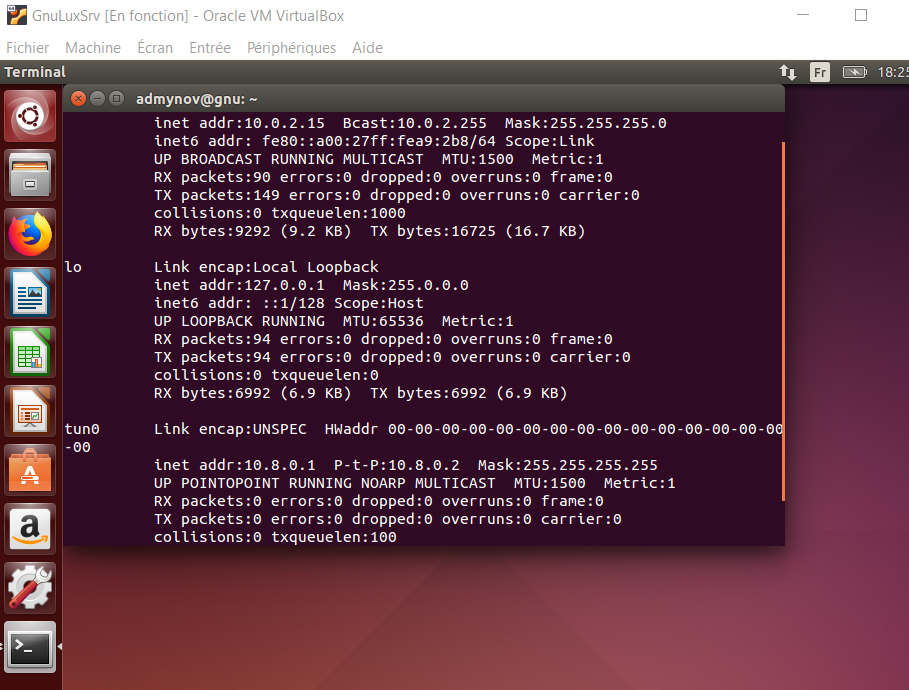 GnuLuxSrv [En fonction] - Oracle VM VirtualBox
Fichier Machine Écran Entrée Périphériques Aide
Terminal Fr 18:25
admynov@gnu: ~
inet addr:10.0.2.15 Bcast:10.0.2.255 Mask:255.255.255.0
inet6 addr: fe80::a00:27ff:fea9:2b8/64 Scope:Link
UP BROADCAST RUNNING MULTICAST MTU:1500 Metric:1
RX packets:90 errors:0 dropped:0 overruns:0 frame:0
TX packets:149 errors:0 dropped:0 overruns:0 carrier:0
collisions:0 txqueuelen:1000
RX bytes:9292 (9.2 KB) TX bytes:16725 (16.7 KB)
lo Link encap:Local Loopback
inet addr:127.0.0.1 Mask:255.0.0.0
inet6 addr: ::1/128 Scope:Host
UP LOOPBACK RUNNING MTU:65536 Metric:1
RX packets:94 errors:0 dropped:0 overruns:0 frame:0
TX packets:94 errors:0 dropped:0 overruns:0 carrier:0
collisions:0 txqueuelen:0
RX bytes:6992 (6.9 KB) TX bytes:6992 (6.9 KB)
tun0 Link encap:UNSPEC HWaddr 00-00-00-00-00-00-00-00-00-00-00-00-00-00-00
-00
inet addr:10.8.0.1 P-t-P:10.8.0.2 Mask:255.255.255.255
UP POINTOPOINT RUNNING NOARP MULTICAST MTU:1500 Metric:1
RX packets:0 errors:0 dropped:0 overruns:0 frame:0
TX packets:0 errors:0 dropped:0 overruns:0 carrier:0
collisions:0 txqueuelen:100